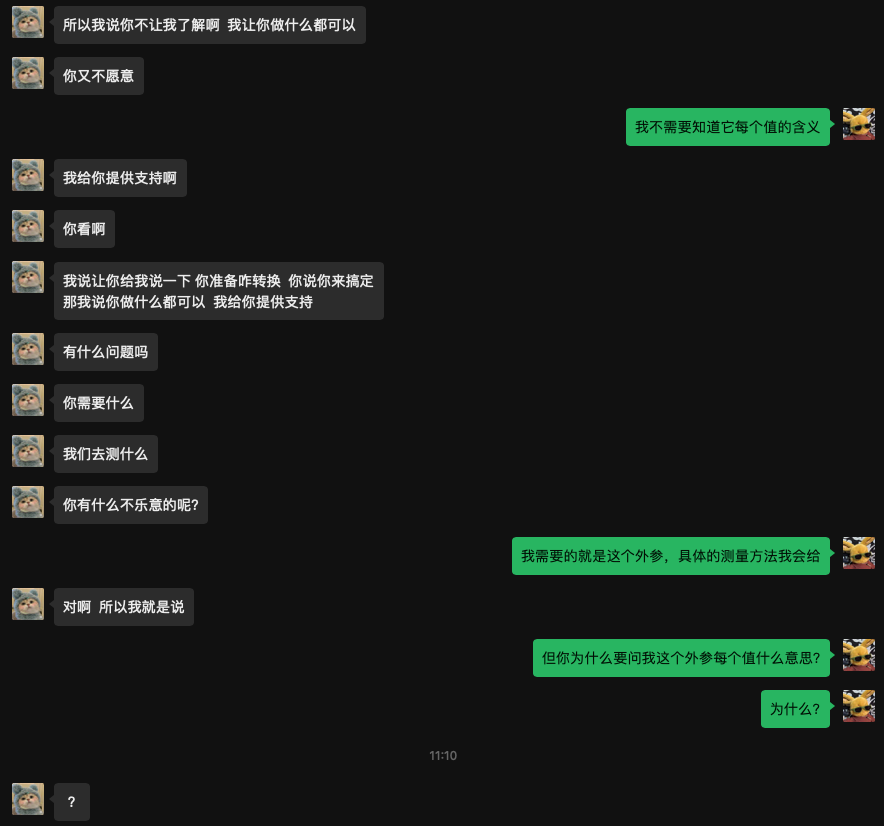 所以我说你不让我了解啊 我让你做什么都可以
你又不愿意
我不需要知道它每个值的含义
我给你提供支持啊
你看啊
我说让你给我说一下 你准备咋转换 你说你来搞定
那我说你做什么都可以 我给你提供支持
有什么问题吗
你需要什么
我们去测什么
你有什么不乐意的呢?
我需要的就是这个外参，具体的测量方法我会给
对啊 所以我就是说
但你为什么要问我这个外参每个值什么意思?
为什么?
11:10
?